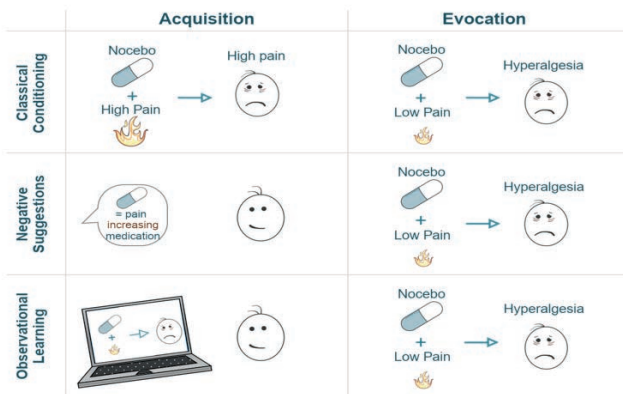 Acquisition
Evocation
Classical
Conditioning
Nocebo
+
High Pain
High pain
Nocebo
+
Low Pain
Hyperalgesia
Negative
Suggestions
= pain
increasing
medication
Nocebo
+
Low Pain
Hyperalgesia
Observational
Learning
+
Nocebo
+
Low Pain
Hyperalgesia